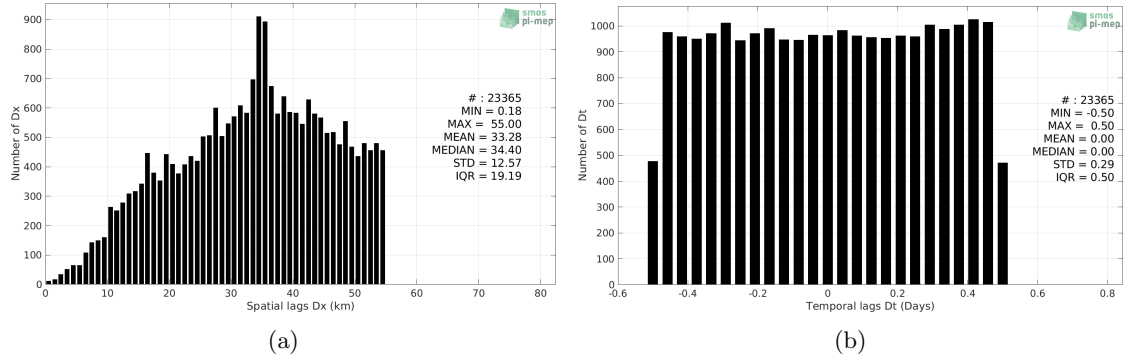 900
800
700
600
500
400
300
200
100
0
Number of Dx
0 10 20 30 40 50 60 70 80
Spatial lags Dx (km)
smos
pi-mep
# : 23365
MIN = 0.18
MAX = 55.00
MEAN = 33.28
MEDIAN = 34.40
STD = 12.57
IQR = 19.19
(a)
1000
900
800
700
600
500
400
300
200
100
0
Number of Dt
-0.6 -0.4 -0.2 0 0.2 0.4 0.6 0.8
Temporal lags Dt (Days)
smos
pi-mep
# : 23365
MIN = -0.50
MAX = 0.50
MEAN = 0.00
MEDIAN = 0.00
STD = 0.29
IQR = 0.50
(b)